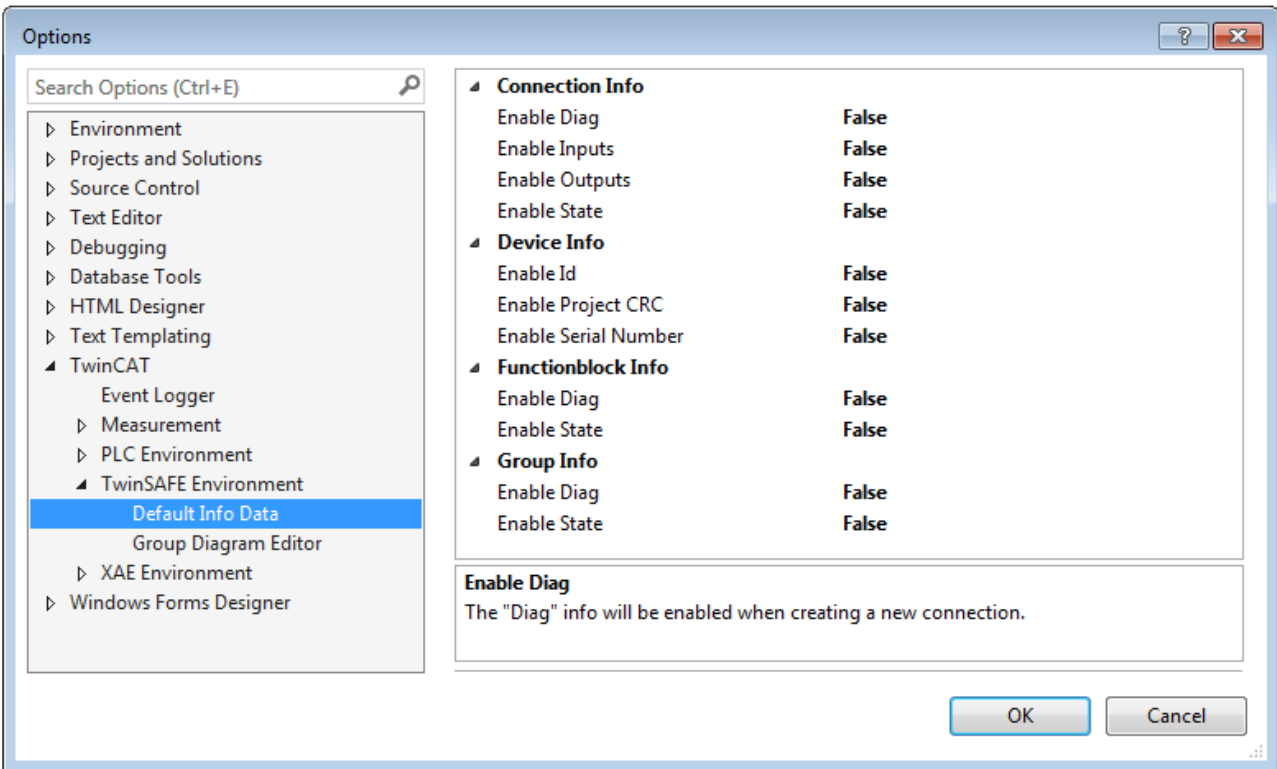 Options
Search Options (Ctrl+E)
Environment
Projects and Solutions
Source Control
Text Editor
Debugging
Database Tools
HTML Designer
Text Templating
TwinCAT
Event Logger
Measurement
PLC Environment
TwinSAFE Environment
Default Info Data
Group Diagram Editor
XAE Environment
Windows Forms Designer
Connection Info
Enable Diag False
Enable Inputs False
Enable Outputs False
Enable State False
Device Info
Enable Id False
Enable Project CRC False
Enable Serial Number False
Functionblock Info
Enable Diag False
Enable State False
Group Info
Enable Diag False
Enable State False
Enable Diag
The "Diag" info will be enabled when creating a new connection.
OK Cancel